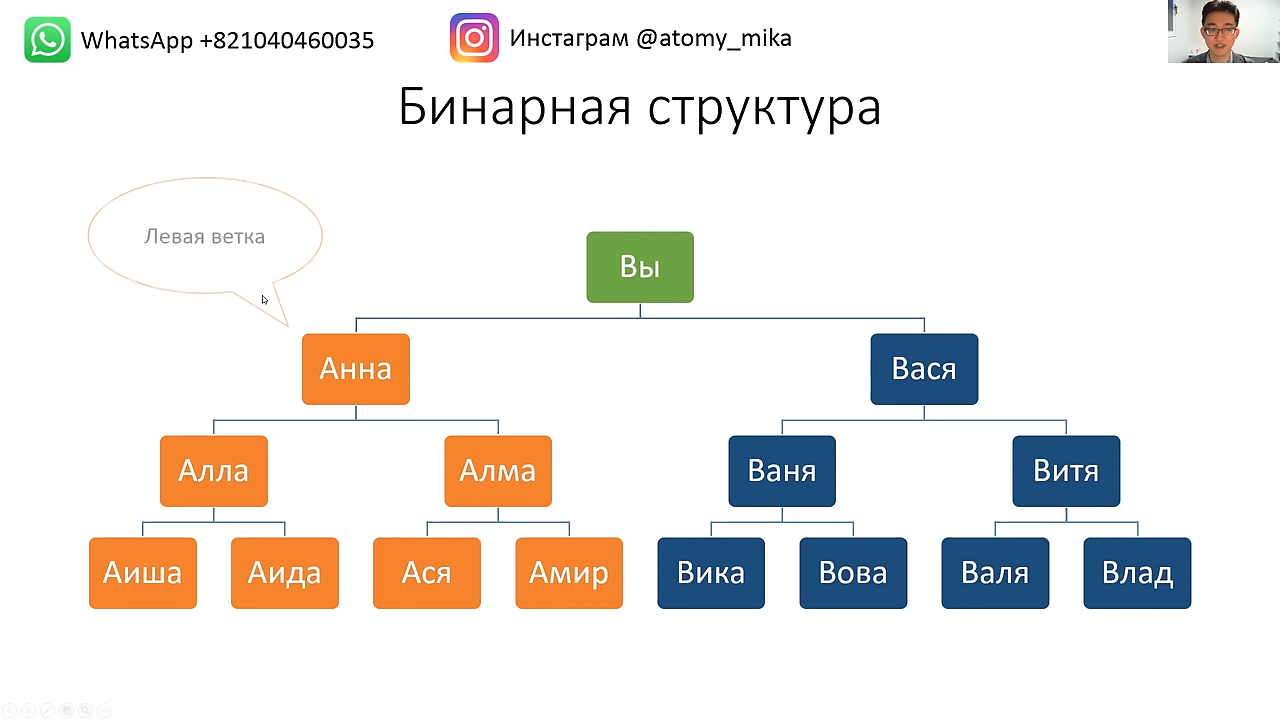 WhatsApp +821040460035
Инстаграм @atomy_mika
Бинарная структура
Левая ветка
Вы
Анна
Вася
Алла
Алма
Ваня
Витя
Аиша
Аида
Ася
Амир
Вика
Вова
Валя
Влад